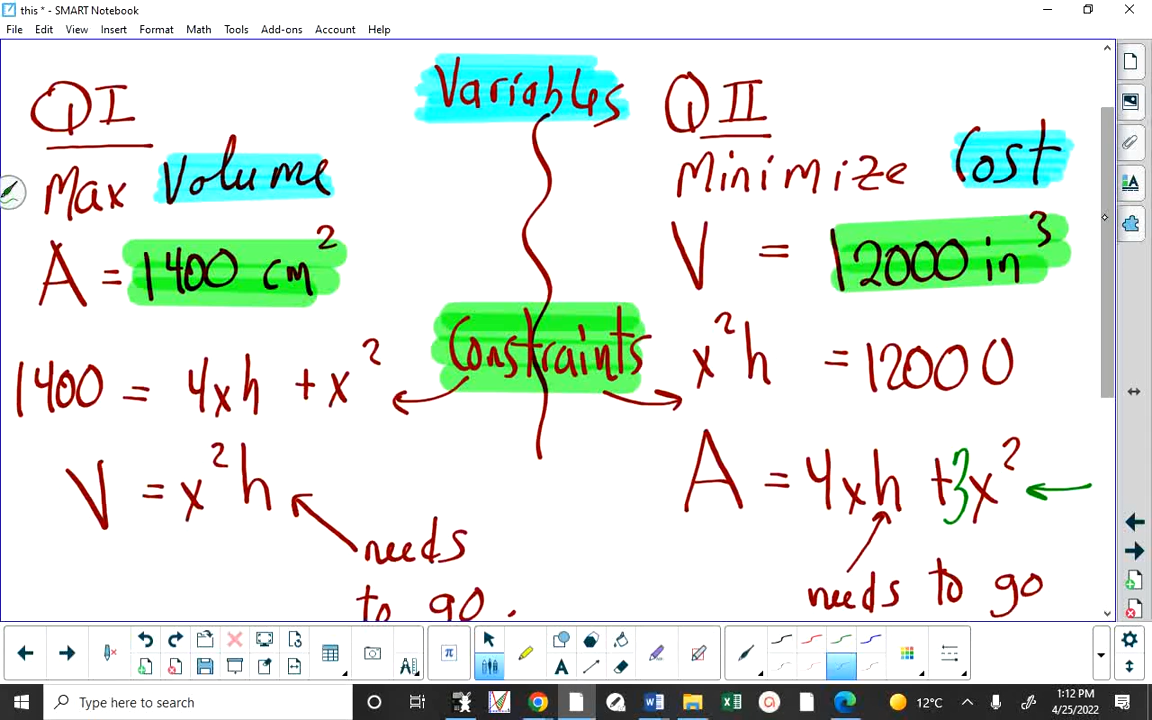 this * - SMART Notebook
File Edit View Insert Format Math Tools Add-ons Account Help
Variables
QI
Max Volume
A = 1400 cm²
Constraints
1400 = 4xh + x²
V = x²h
needs
to go.
QII
Minimize Cost
V = 12000 in³
x²h = 12000
A = 4xh + 3x²
needs to go
Type here to search
12°C
1:12 PM
4/25/2022